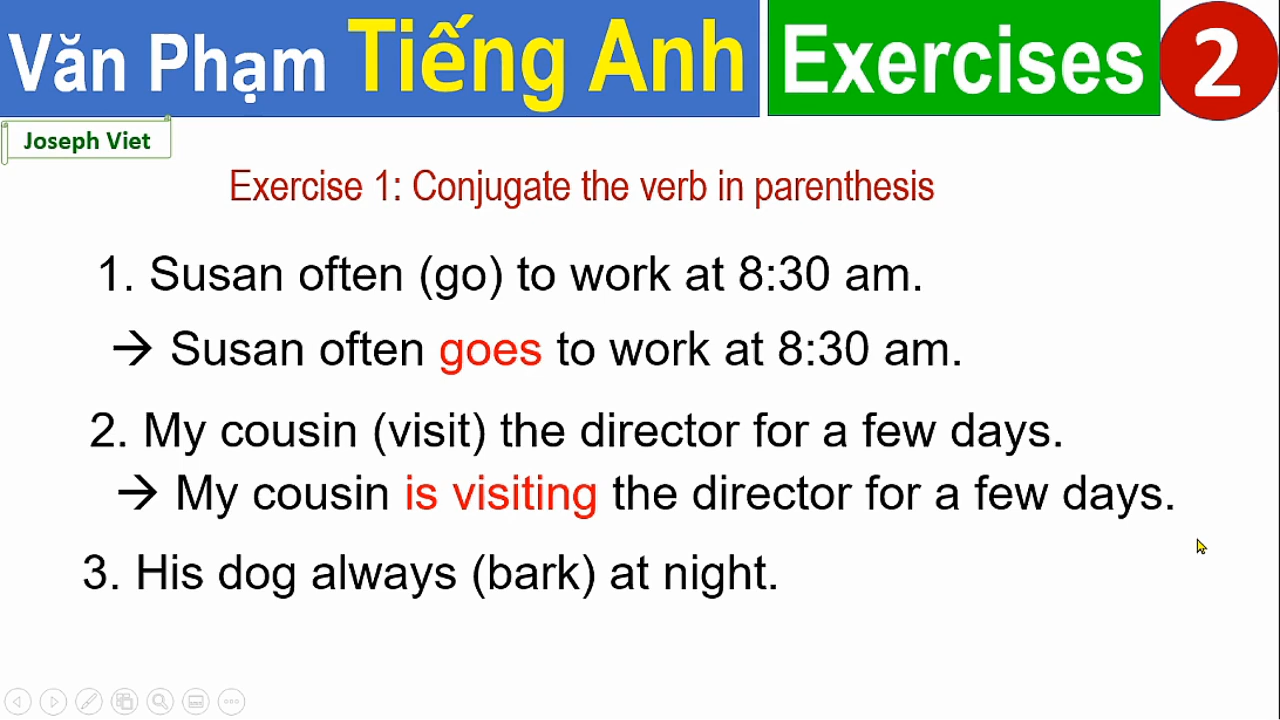 Văn Phạm Tiếng Anh Exercises 2
Joseph Viet
Exercise 1: Conjugate the verb in parenthesis
1. Susan often (go) to work at 8:30 am.
→ Susan often goes to work at 8:30 am.
2. My cousin (visit) the director for a few days.
→ My cousin is visiting the director for a few days.
3. His dog always (bark) at night.